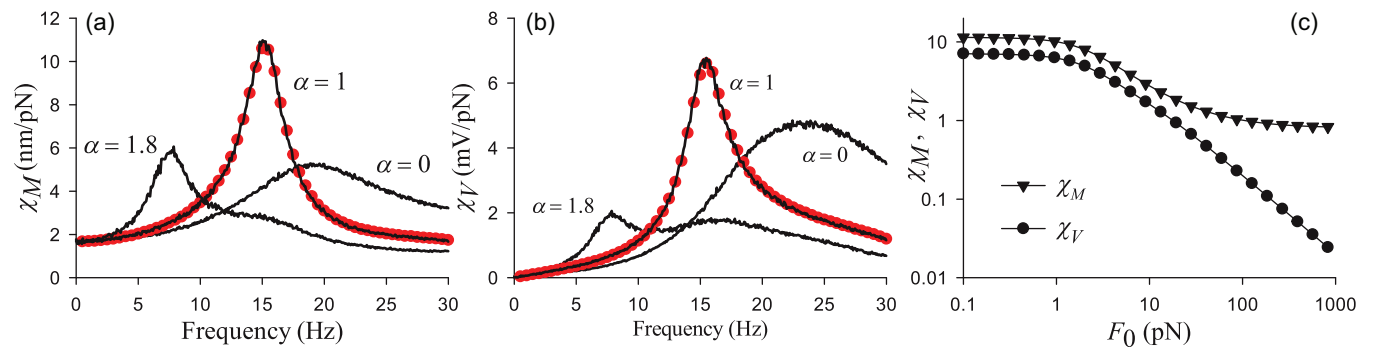 (a)
χM (nm/pN)
12
10
8
6
4
2
0
α = 1
α = 1.8
α = 0
0 5 10 15 20 25 30
Frequency (Hz)
(b)
χV (mV/pN)
8
6
4
2
0
α = 1
α = 0
α = 1.8
0 5 10 15 20 25 30
Frequency (Hz)
(c)
χM , χV
10
1
0.1
0.01
χM
χV
0.1 1 10 100 1000
F0 (pN)